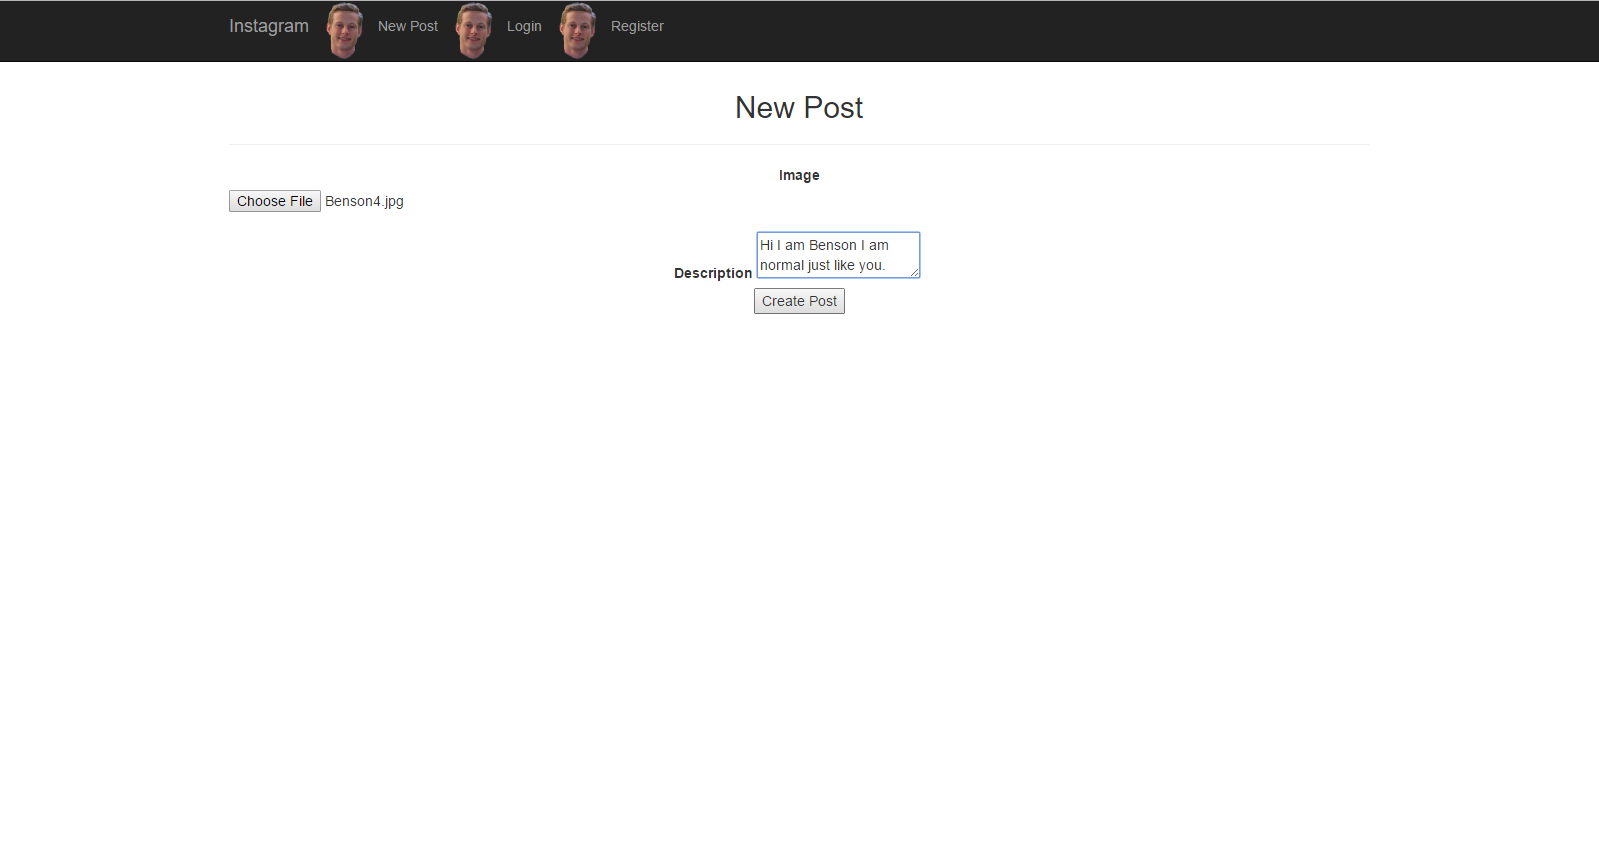 Instagram New Post Login Register
New Post
Image
Choose File Benson4.jpg
Hi I am Benson I am
normal just like you.
Description
Create Post